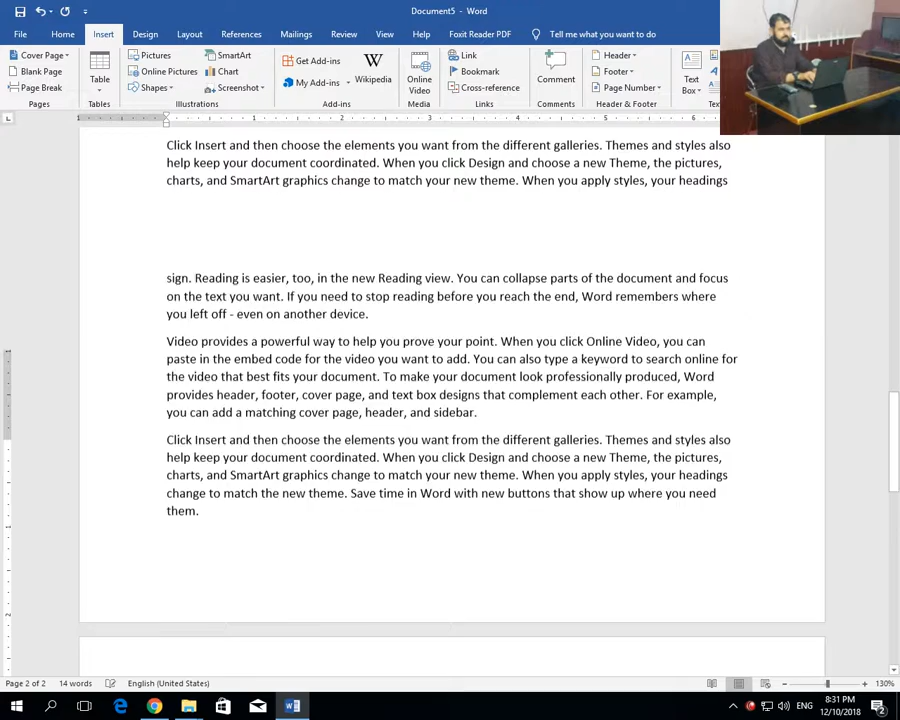 Document5 - Word
File Home Insert Design Layout References Mailings Review View Help Foxit Reader PDF Tell me what you want to do
Cover Page
Blank Page
Page Break
Pages
Table
Tables
Pictures
Online Pictures
Shapes
SmartArt
Chart
Screenshot
Illustrations
Get Add-ins
My Add-ins
Wikipedia
Add-ins
Online
Video
Media
Link
Bookmark
Cross-reference
Links
Comment
Comments
Header
Footer
Page Number
Header & Footer
Text
Box
1 1 2 3 4 5 6
Click Insert and then choose the elements you want from the different galleries. Themes and styles also
help keep your document coordinated. When you click Design and choose a new Theme, the pictures,
charts, and SmartArt graphics change to match your new theme. When you apply styles, your headings
sign. Reading is easier, too, in the new Reading view. You can collapse parts of the document and focus
on the text you want. If you need to stop reading before you reach the end, Word remembers where
you left off - even on another device.
Video provides a powerful way to help you prove your point. When you click Online Video, you can
paste in the embed code for the video you want to add. You can also type a keyword to search online for
the video that best fits your document. To make your document look professionally produced, Word
provides header, footer, cover page, and text box designs that complement each other. For example,
you can add a matching cover page, header, and sidebar.
Click Insert and then choose the elements you want from the different galleries. Themes and styles also
help keep your document coordinated. When you click Design and choose a new Theme, the pictures,
charts, and SmartArt graphics change to match your new theme. When you apply styles, your headings
change to match the new theme. Save time in Word with new buttons that show up where you need
them.
Page 2 of 2 14 words English (United States) 130%
ENG 8:31 PM
12/10/2018 2